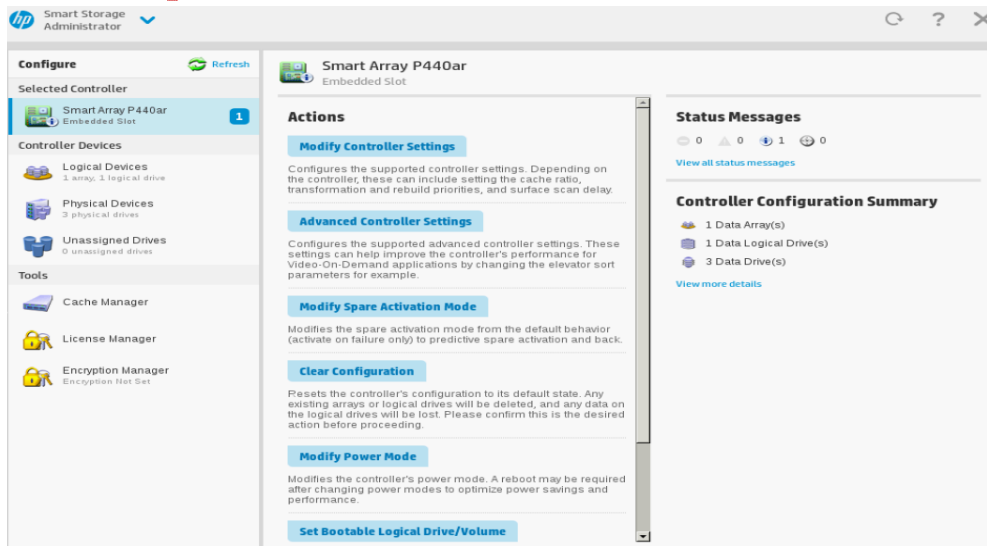 hp
Smart Storage
Administrator
Configure
Refresh
Selected Controller
Smart Array P440ar
Embedded Slot
1
Controller Devices
Logical Devices
1 array, 1 logical drive
Physical Devices
3 physical drives
Unassigned Drives
0 unassigned drives
Tools
Cache Manager
License Manager
Encryption Manager
Encryption Not Set
Smart Array P440ar
Embedded Slot
Actions
Modify Controller Settings
Configures the supported controller settings. Depending on
the controller, these can include setting the cache ratio,
transformation and rebuild priorities, and surface scan delay.
Advanced Controller Settings
Configures the supported advanced controller settings. These
settings can help improve the controller's performance for
Video-On-Demand applications by changing the elevator sort
parameters for example.
Modify Spare Activation Mode
Modifies the spare activation mode from the default behavior
(activate on failure only) to predictive spare activation and back.
Clear Configuration
Resets the controller's configuration to its default state. Any
existing arrays or logical drives will be deleted, and any data on
the logical drives will be lost. Please confirm this is the desired
action before proceeding.
Modify Power Mode
Modifies the controller's power mode. A reboot may be required
after changing power modes to optimize power savings and
performance.
Set Bootable Logical Drive/Volume
Status Messages
0 0 1 0
View all status messages
Controller Configuration Summary
1 Data Array(s)
1 Data Logical Drive(s)
3 Data Drive(s)
View more details